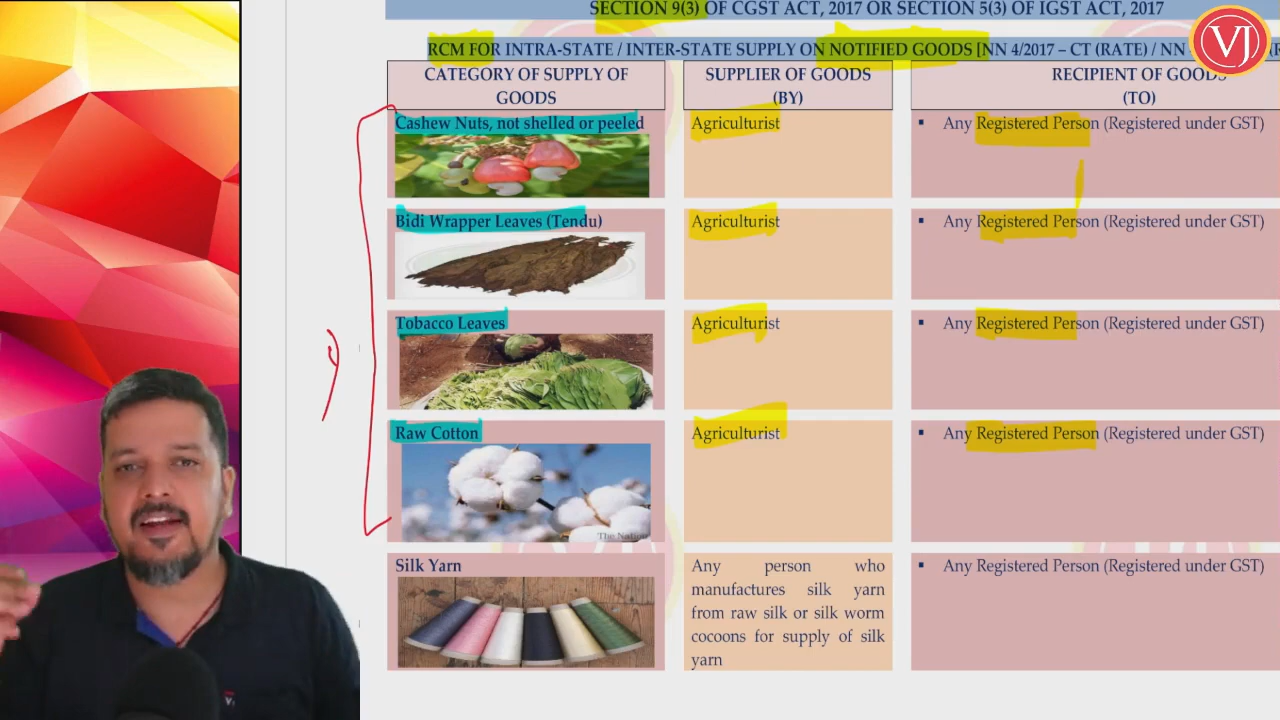 SECTION 9(3) OF CGST ACT, 2017 OR SECTION 5(3) OF IGST ACT, 2017
VJ
RCM FOR INTRA-STATE / INTER-STATE SUPPLY ON NOTIFIED GOODS [NN 4/2017 – CT (RATE) / NN
CATEGORY OF SUPPLY OF GOODS
SUPPLIER OF GOODS (BY)
RECIPIENT OF GOODS (TO)
Cashew Nuts, not shelled or peeled
Agriculturist
▪ Any Registered Person (Registered under GST)
Bidi Wrapper Leaves (Tendu)
Agriculturist
▪ Any Registered Person (Registered under GST)
Tobacco Leaves
Agriculturist
▪ Any Registered Person (Registered under GST)
Raw Cotton
Agriculturist
▪ Any Registered Person (Registered under GST)
The Nation
Silk Yarn
Any person who
manufactures silk yarn
from raw silk or silk worm
cocoons for supply of silk
yarn
▪ Any Registered Person (Registered under GST)